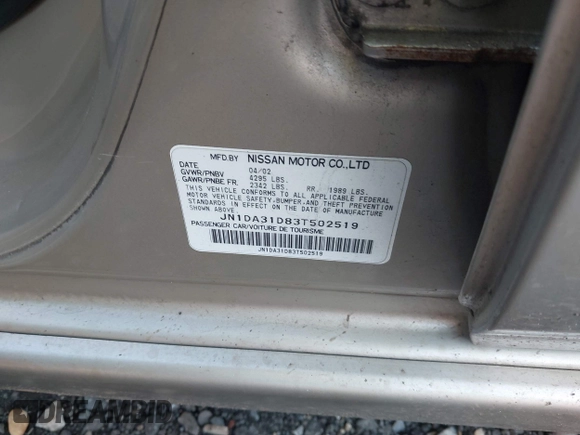 MFD.BY NISSAN MOTOR CO.,LTD
DATE 04/02
GVWR/PNBV 4295 LBS.
GAWR/PNBE FR. 2342 LBS. RR. 1989 LBS.
THIS VEHICLE CONFORMS TO ALL APPLICABLE FEDERAL
MOTOR VEHICLE SAFETY,BUMPER,AND THEFT PREVENTION
STANDARDS IN EFFECT ON THE DATE OF MANUFACTURE
SHOWN ABOVE.
JN1DA31D83T502519
PASSENGER CAR/VOITURE DE TOURISME
JN1DA31D83T502519
DREAMBID